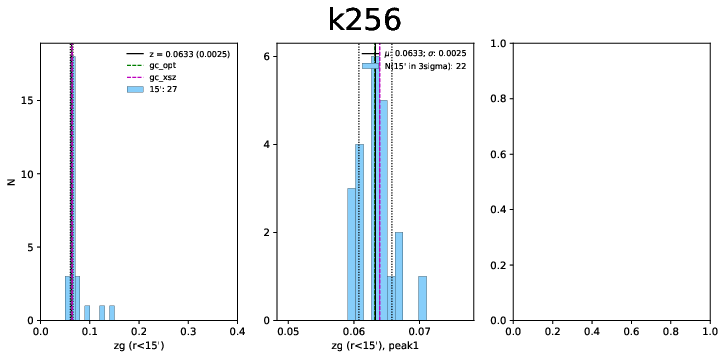 k256
z = 0.0633 (0.0025)
gc_opt
gc_xsz
15': 27
N
15
10
5
0
0.0 0.1 0.2 0.3 0.4
zg (r<15')
μ: 0.0633; σ: 0.0025
N(15' in 3sigma): 22
6
4
2
0
0.05 0.06 0.07
zg (r<15'), peak1
1.0
0.8
0.6
0.4
0.2
0.0
0.0 0.2 0.4 0.6 0.8 1.0